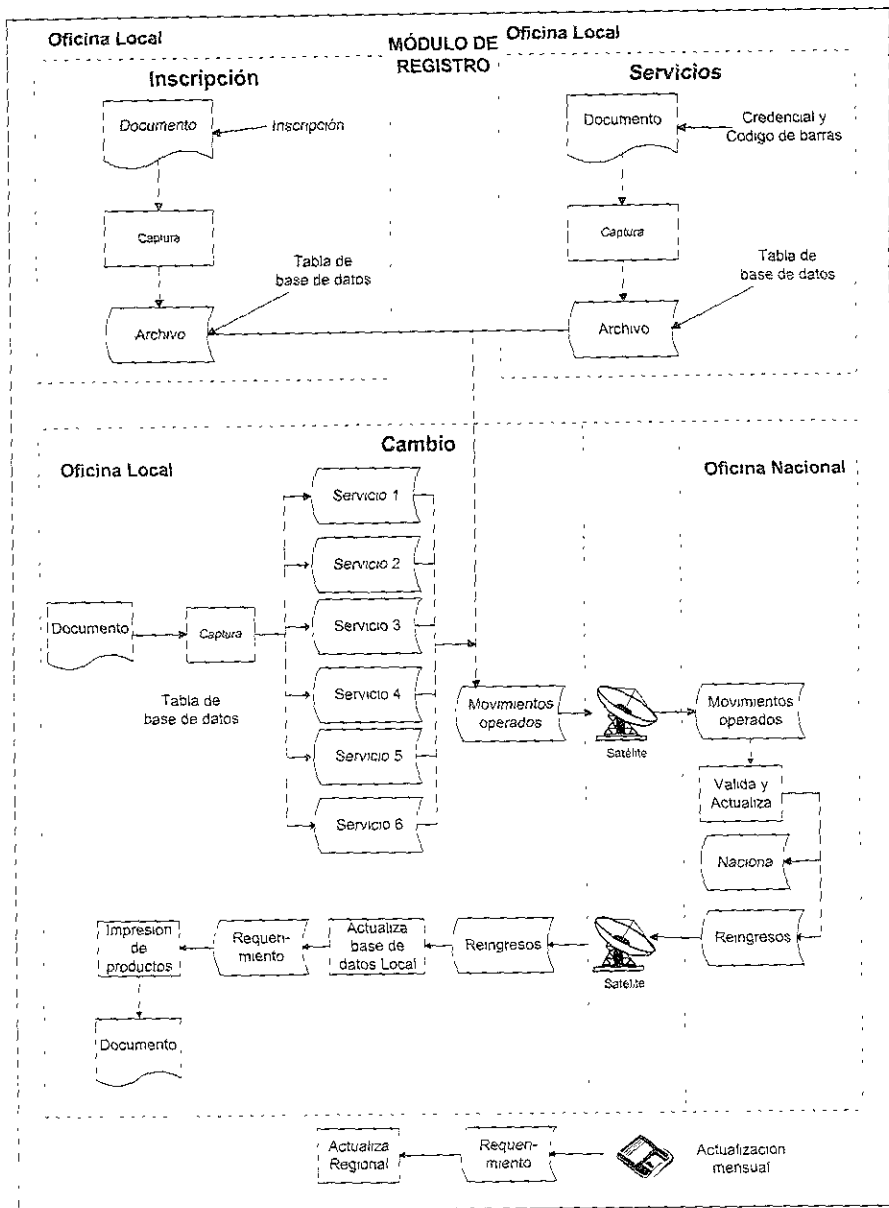 Oficina Local
MÓDULO DE
REGISTRO
Oficina Local
Inscripción
Servicios
Documento
Inscripción
Documento
Credencial y
Codigo de barras
Captura
Captura
Tabla de
base de datos
Tabla de
base de datos
Archivo
Archivo
Cambio
Oficina Local
Oficina Nacional
Servicio 1
Servicio 2
Servicio 3
Servicio 4
Servicio 5
Servicio 6
Documento
Captura
Tabla de
base de datos
Movimientos
operados
Satélite
Movimientos
operados
Valida y
Actualiza
Naciona
Impresion
de
productos
Requeri-
miento
Actualiza
base de
datos Local
Reingresos
Satélite
Reingresos
Documento
Actualiza
Regional
Requeri-
miento
Actualizacion
mensual